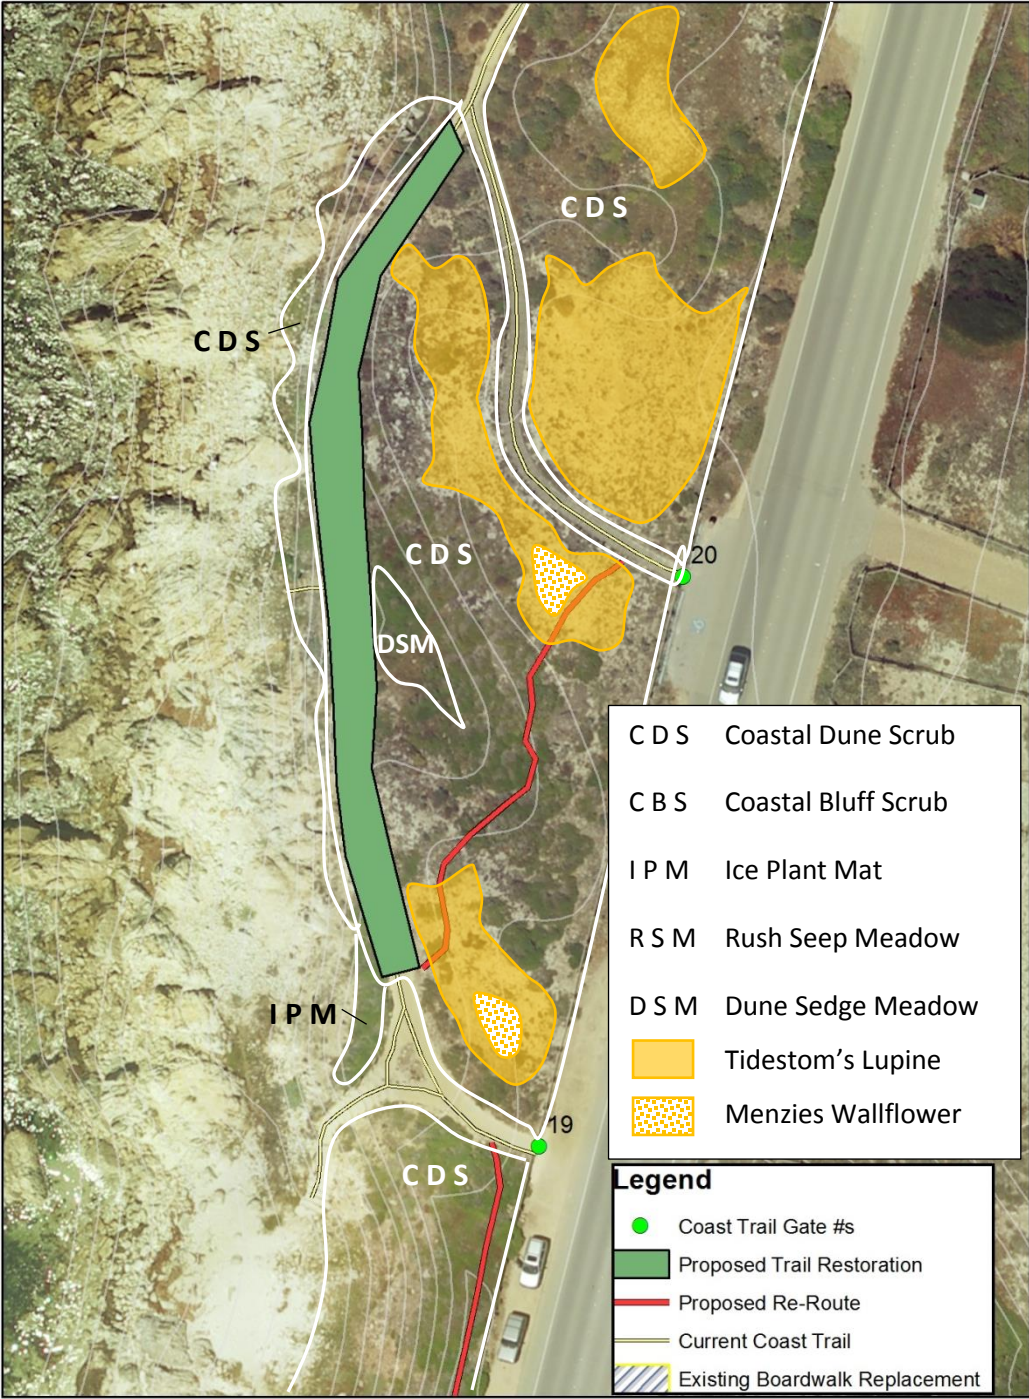 C D S
C D S
C D S
20
DSM
C D S Coastal Dune Scrub
C B S Coastal Bluff Scrub
I P M Ice Plant Mat
R S M Rush Seep Meadow
D S M Dune Sedge Meadow
Tidestom’s Lupine
Menzies Wallflower
I P M
19
C D S
Legend
Coast Trail Gate #s
Proposed Trail Restoration
Proposed Re-Route
Current Coast Trail
Existing Boardwalk Replacement